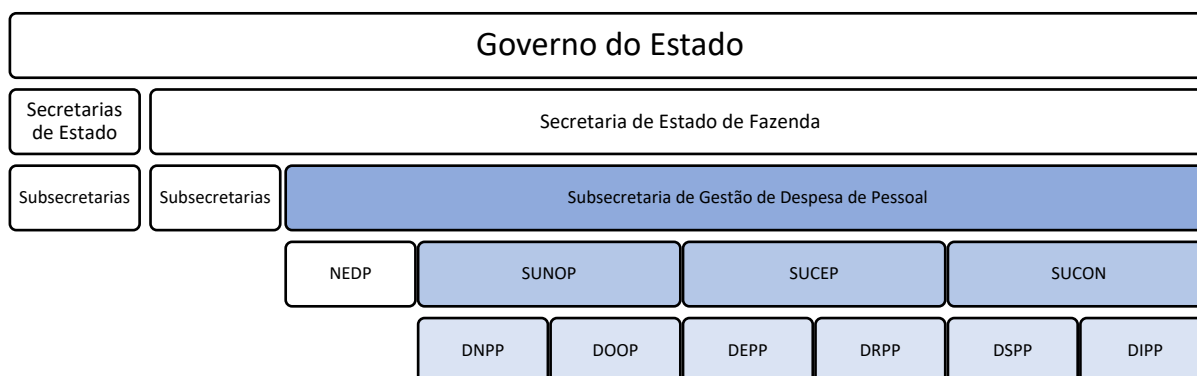 Governo do Estado
Secretarias
de Estado
Secretaria de Estado de Fazenda
Subsecretarias
Subsecretarias
Subsecretaria de Gestão de Despesa de Pessoal
NEDP
SUNOP
SUCEP
SUCON
DNPP
DOOP
DEPP
DRPP
DSPP
DIPP